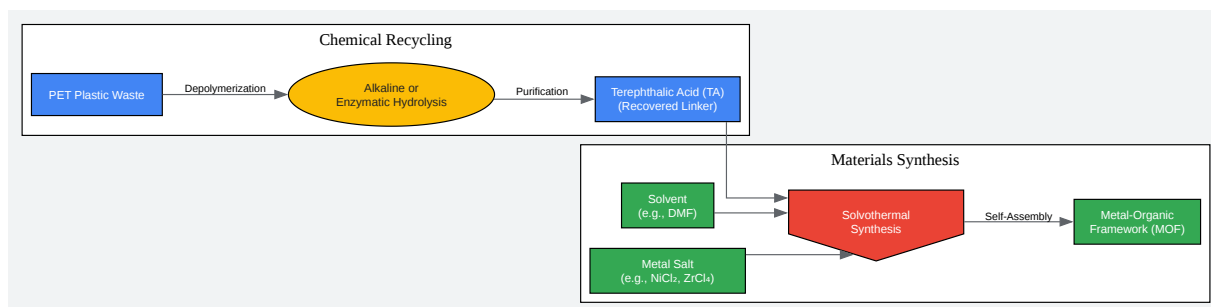 Chemical Recycling
PET Plastic Waste
Depolymerization
Alkaline or
Enzymatic Hydrolysis
Purification
Terephthalic Acid (TA)
(Recovered Linker)
Materials Synthesis
Solvent
(e.g., DMF)
Metal Salt
(e.g., NiCl₂, ZrCl₄)
Solvothermal
Synthesis
Self-Assembly
Metal-Organic
Framework (MOF)